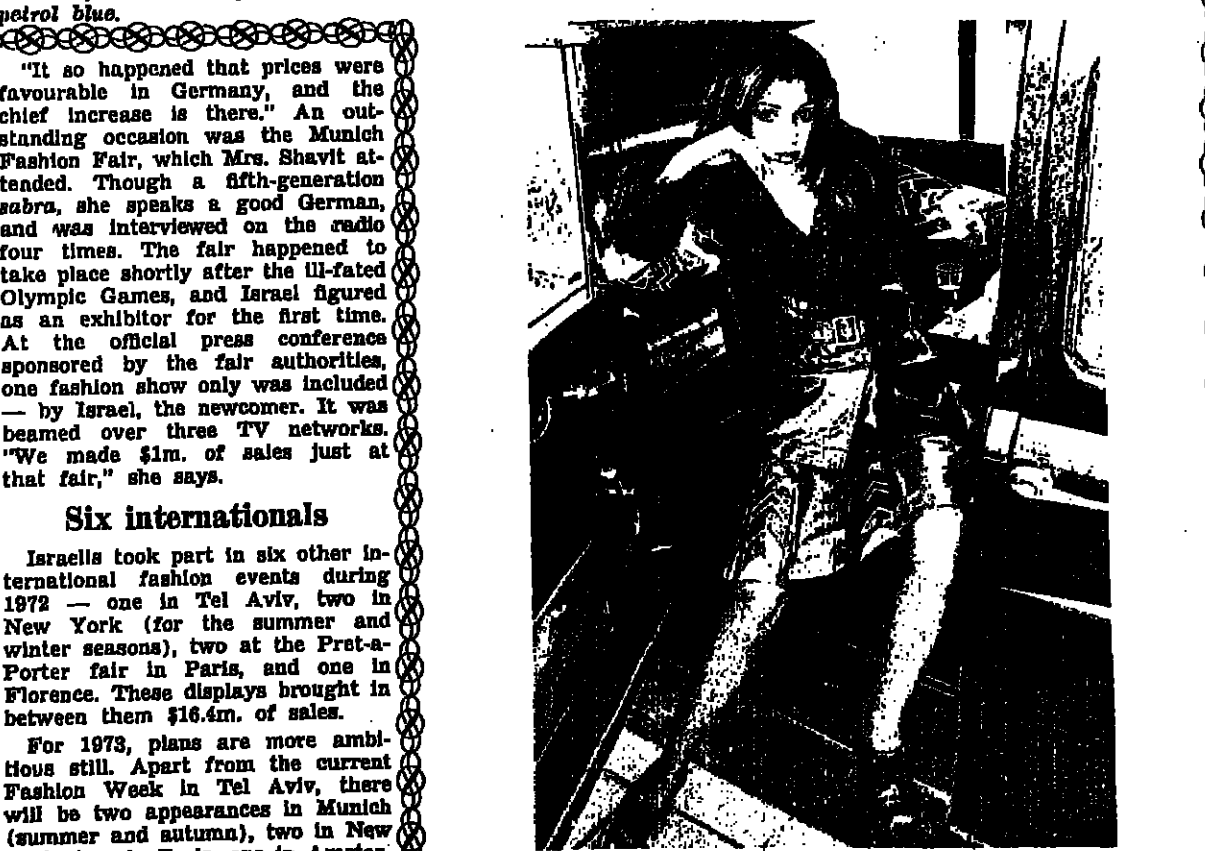 petrol blue.
"It so happened that prices were
favourable in Germany, and the
chief increase is there." An out-
standing occasion was the Munich
Fashion Fair, which Mrs. Shavit at-
tended. Though a fifth-generation
sabra, she speaks a good German,
and was interviewed on the radio
four times. The fair happened to
take place shortly after the ill-fated
Olympic Games, and Israel figured
as an exhibitor for the first time.
At the official press conference
sponsored by the fair authorities,
one fashion show only was included
— by Israel, the newcomer. It was
beamed over three TV networks.
"We made $1m. of sales just at
that fair," she says.
Six internationals
Israelis took part in six other in-
ternational fashion events during
1972 — one in Tel Aviv, two in
New York (for the summer and
winter seasons), two at the Pret-a-
Porter fair in Paris, and one in
Florence. These displays brought in
between them $16.4m. of sales.
For 1973, plans are more ambi-
tious still. Apart from the current
Fashion Week in Tel Aviv, there
will be two appearances in Munich
(summer and autumn), two in New